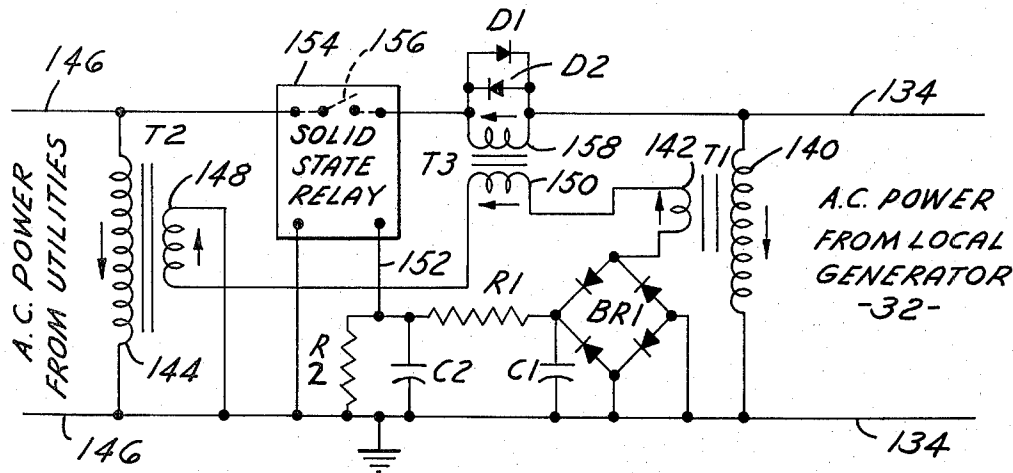 D1
154
156
146
D2
134
SOLID
STATE
RELAY
T2
T3
158
142
T1
140
148
150
A.C. POWER
FROM UTILITIES
A.C. POWER
FROM LOCAL
GENERATOR
-32-
152
R1
BR1
R
2
C2
C1
144
146
134